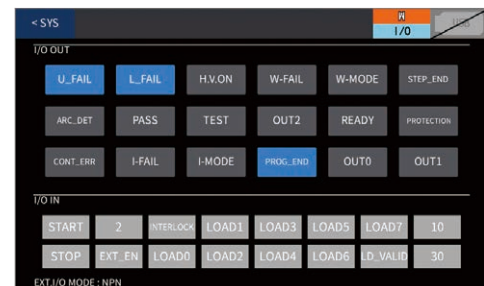 < SYS
W
I/O
USB
I/O OUT
U_FAIL L_FAIL H.V.ON W-FAIL W-MODE STEP_END
ARC_DET PASS TEST OUT2 READY PROTECTION
CONT_ERR I-FAIL I-MODE PROG_END OUT0 OUT1
I/O IN
START 2 INTERLOCK LOAD1 LOAD3 LOAD5 LOAD7 10
STOP EXT_EN LOAD0 LOAD2 LOAD4 LOAD6 LD_VALID 30
EXT.I/O MODE : NPN